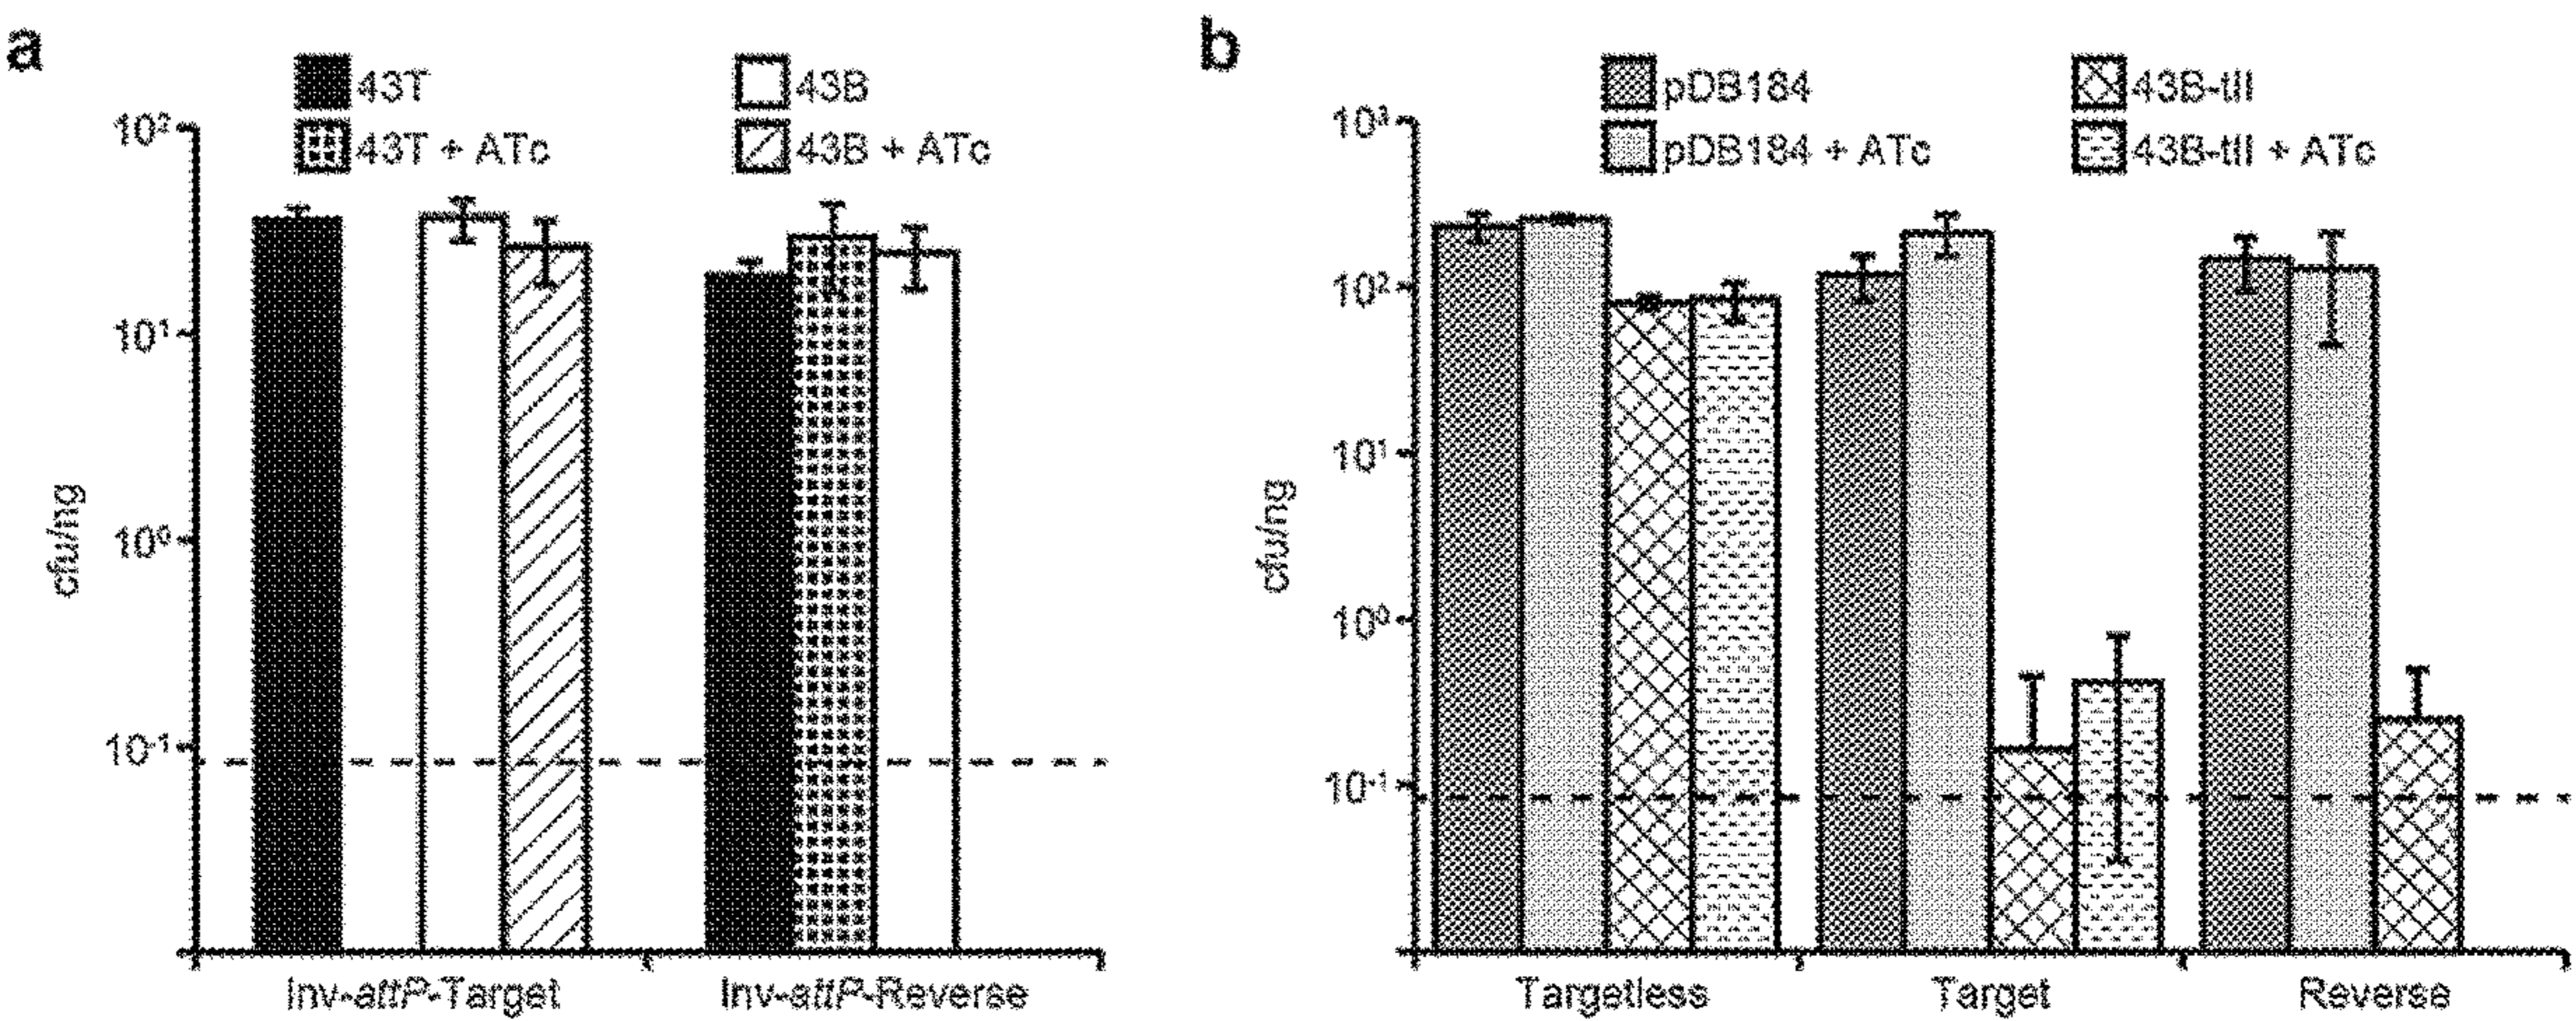 a
43T
43B
43T + ATc
43B + ATc
10²
10¹
10⁰
10⁻¹
cfu/ng
Inv-attP-Target
Inv-attP-Reverse
b
pDB184
43B-tII
pDB184 + ATc
43B-tII + ATc
10³
10²
10¹
10⁰
10⁻¹
cfu/ng
Targetless
Target
Reverse